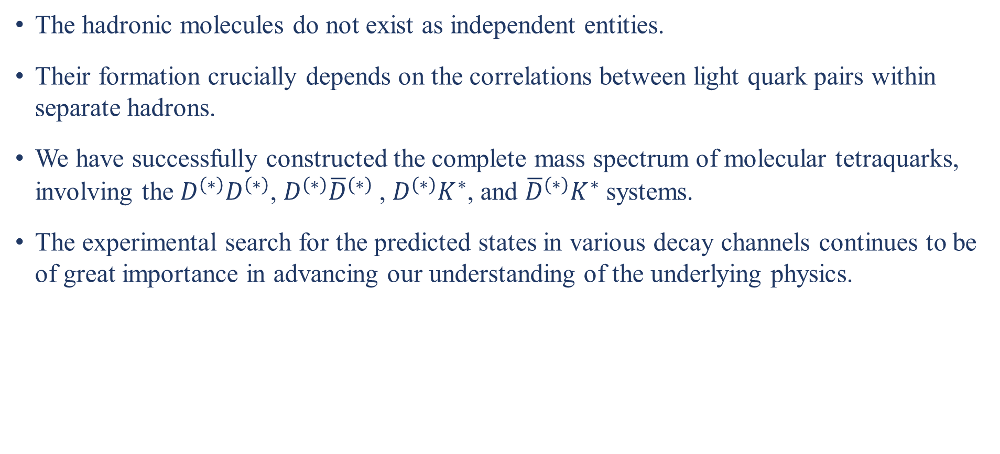 • The hadronic molecules do not exist as independent entities.
• Their formation crucially depends on the correlations between light quark pairs within
separate hadrons.
• We have successfully constructed the complete mass spectrum of molecular tetraquarks,
involving the $D^{(*)}D^{(*)}$, $D^{(*)}\overline{D}^{(*)}$ , $D^{(*)}K^*$, and $\overline{D}^{(*)}K^*$ systems.
• The experimental search for the predicted states in various decay channels continues to be
of great importance in advancing our understanding of the underlying physics.